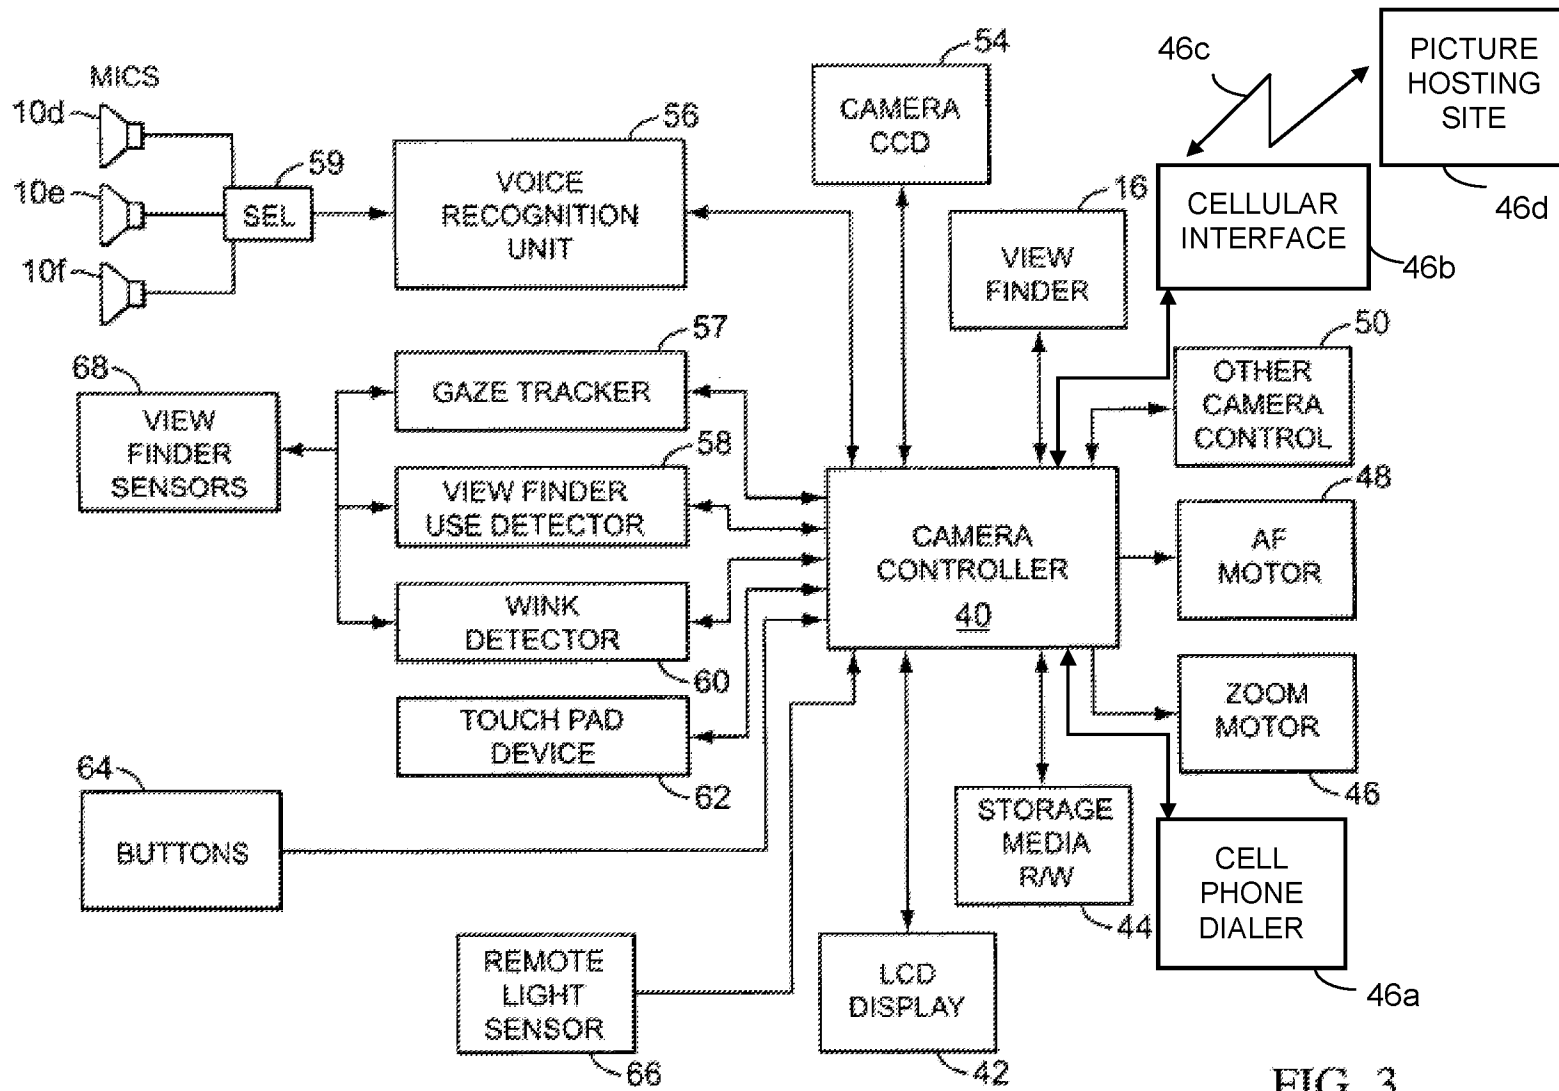 MICS
10d
10e
10f
59
SEL
56
VOICE
RECOGNITION
UNIT
54
CAMERA
CCD
16
VIEW
FINDER
46c
PICTURE
HOSTING
SITE
46d
CELLULAR
INTERFACE
46b
68
VIEW
FINDER
SENSORS
57
GAZE TRACKER
58
VIEW FINDER
USE DETECTOR
WINK
DETECTOR
60
TOUCH PAD
DEVICE
62
CAMERA
CONTROLLER
40
50
OTHER
CAMERA
CONTROL
48
AF
MOTOR
ZOOM
MOTOR
46
64
BUTTONS
REMOTE
LIGHT
SENSOR
66
LCD
DISPLAY
42
STORAGE
MEDIA
R/W
44
CELL
PHONE
DIALER
46a
FIG. 3